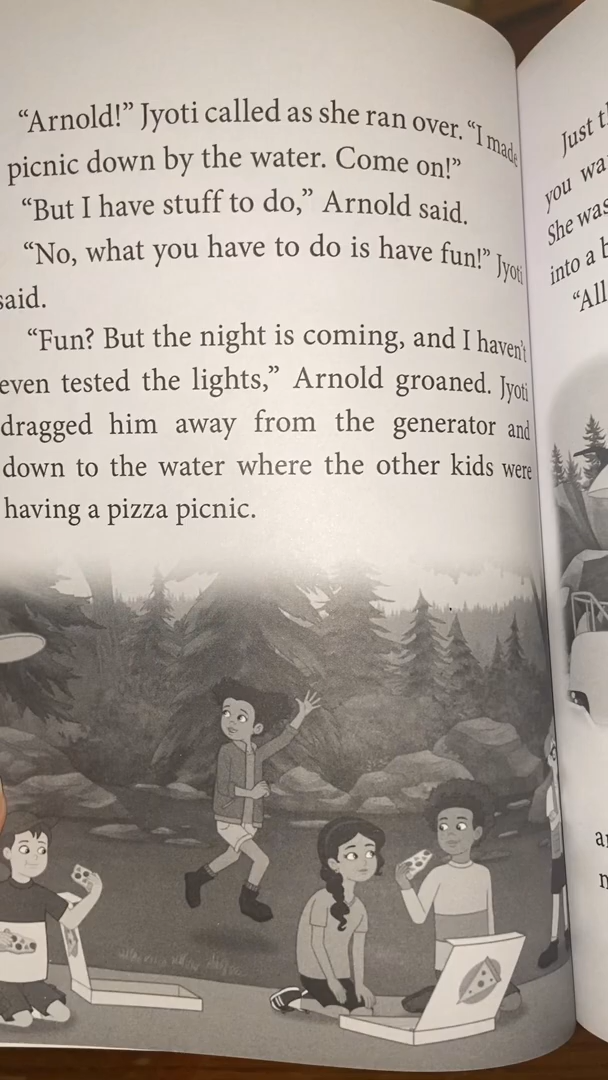 “Arnold!” Jyoti called as she ran over. “I made
picnic down by the water. Come on!”
“But I have stuff to do,” Arnold said.
“No, what you have to do is have fun!” Jyoti
said.
“Fun? But the night is coming, and I haven’t
even tested the lights,” Arnold groaned. Jyoti
dragged him away from the generator and
down to the water where the other kids were
having a pizza picnic.
Just
you
She was
into a
“All